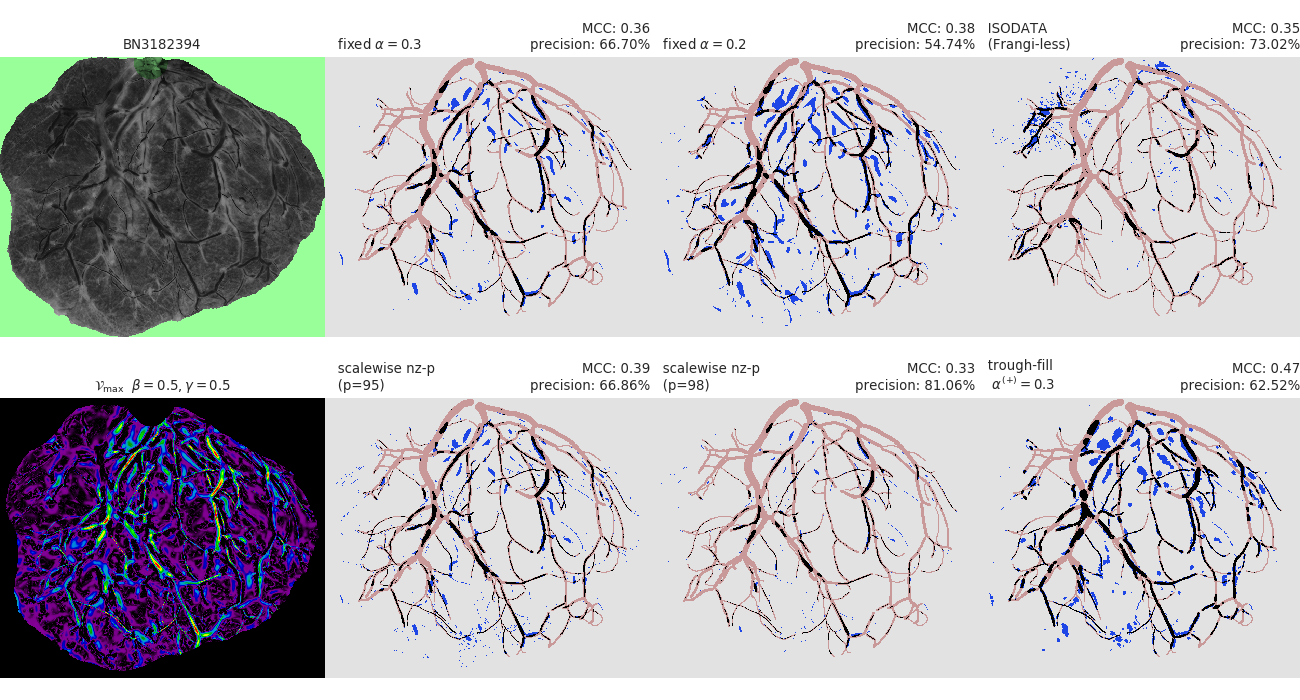 BN3182394
fixed α = 0.3
MCC: 0.36
precision: 66.70%
fixed α = 0.2
MCC: 0.38
precision: 54.74%
ISODATA
(Frangi-less)
MCC: 0.35
precision: 73.02%
𝒱max β = 0.5, γ = 0.5
scalewise nz-p
(p=95)
MCC: 0.39
precision: 66.86%
scalewise nz-p
(p=98)
MCC: 0.33
precision: 81.06%
trough-fill
α(+) = 0.3
MCC: 0.47
precision: 62.52%